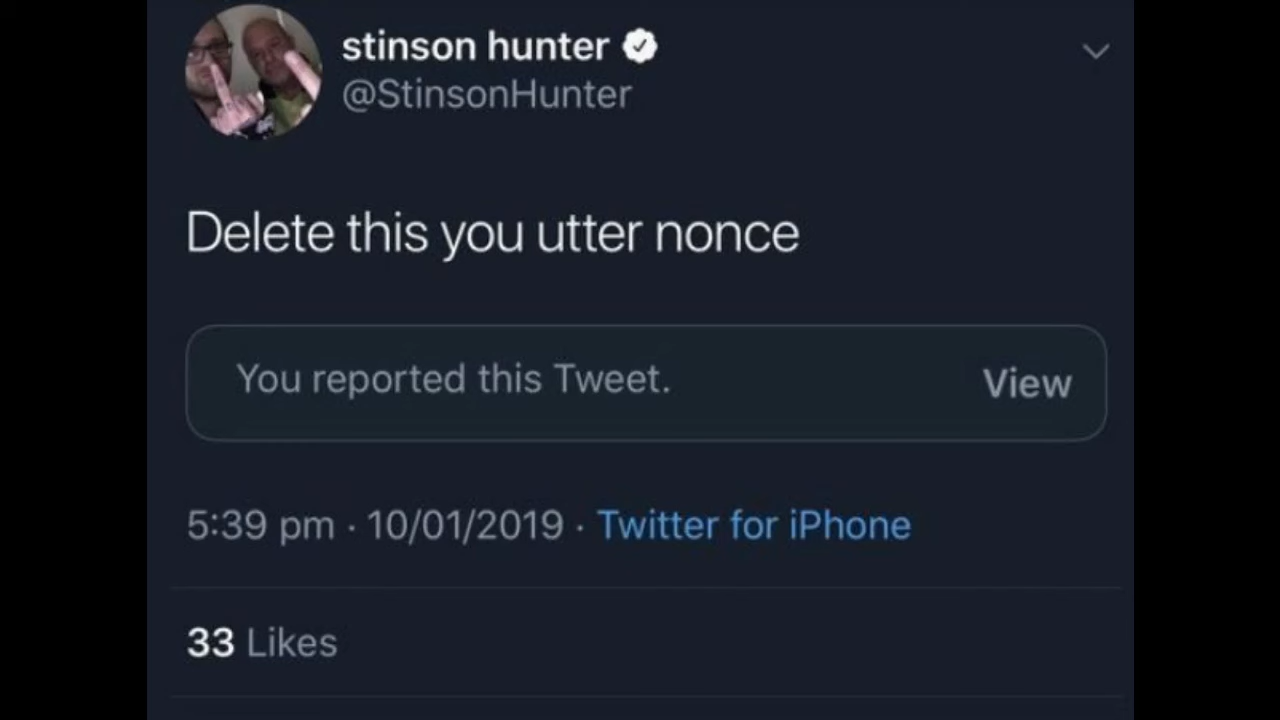 stinson hunter
@StinsonHunter
Delete this you utter nonce
You reported this Tweet.
View
5:39 pm · 10/01/2019 · Twitter for iPhone
33 Likes